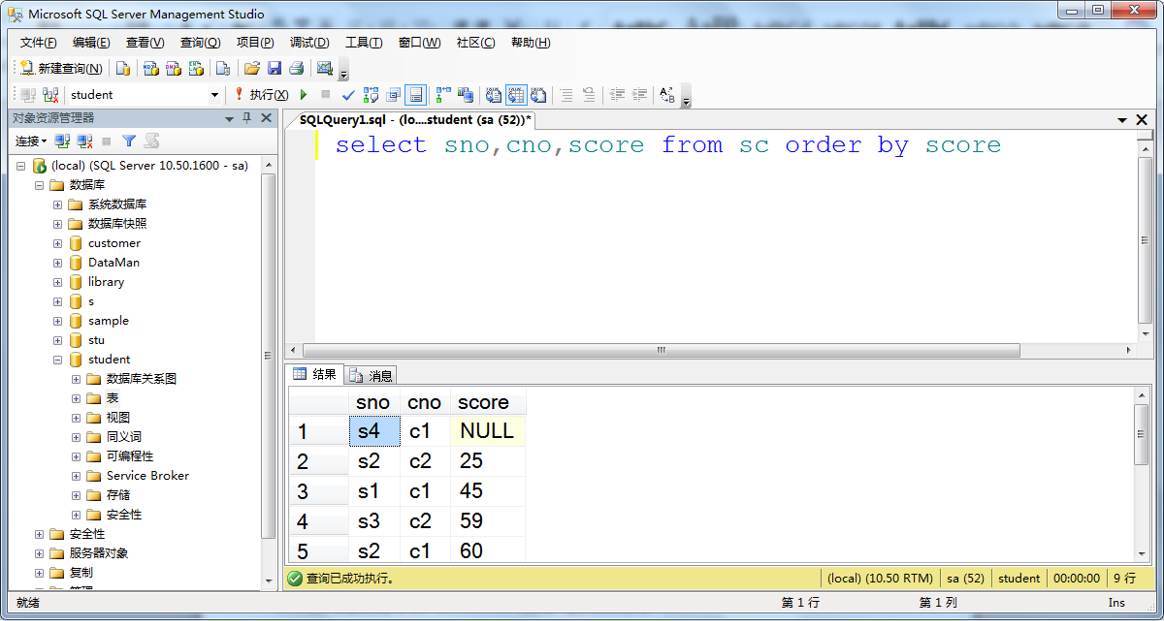 Microsoft SQL Server Management Studio
文件(F) 编辑(E) 查看(V) 查询(Q) 项目(P) 调试(D) 工具(T) 窗口(W) 社区(C) 帮助(H)
新建查询(N)
student 执行(X)
对象资源管理器
连接
(local) (SQL Server 10.50.1600 - sa)
数据库
系统数据库
数据库快照
customer
DataMan
library
s
sample
stu
student
数据库关系图
表
视图
同义词
可编程性
Service Broker
存储
安全性
安全性
服务器对象
复制
管理
SQLQuery1.sql - (lo....student (sa (52))*
select sno,cno,score from sc order by score
结果 消息
sno cno score
1 s4 c1 NULL
2 s2 c2 25
3 s1 c1 45
4 s3 c2 59
5 s2 c1 60
查询已成功执行。 (local) (10.50 RTM) sa (52) student 00:00:00 9 行
就绪 第 1 行 第 1 列 Ins